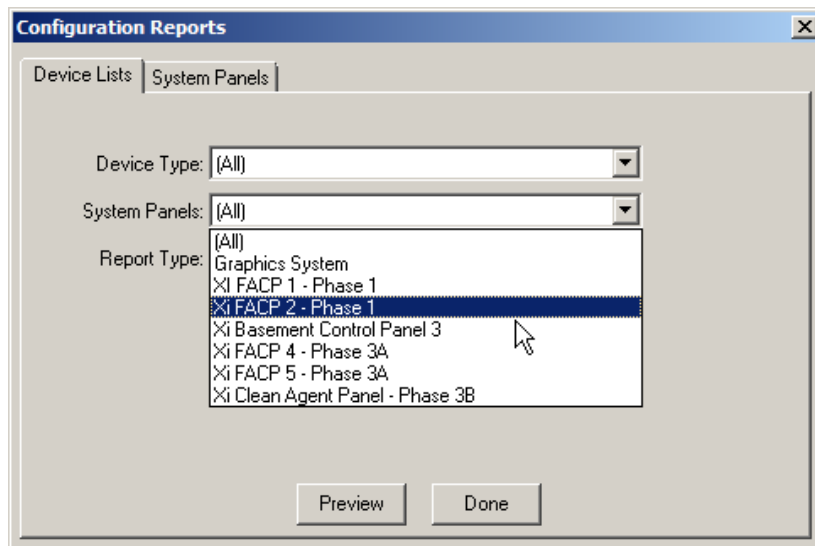 Configuration Reports
Device Lists System Panels
Device Type: (All)
System Panels: (All)
(All)
Report Type: Graphics System
XI FACP 1 - Phase 1
Xi FACP 2 - Phase 1
Xi Basement Control Panel 3
Xi FACP 4 - Phase 3A
Xi FACP 5 - Phase 3A
Xi Clean Agent Panel - Phase 3B
Preview Done